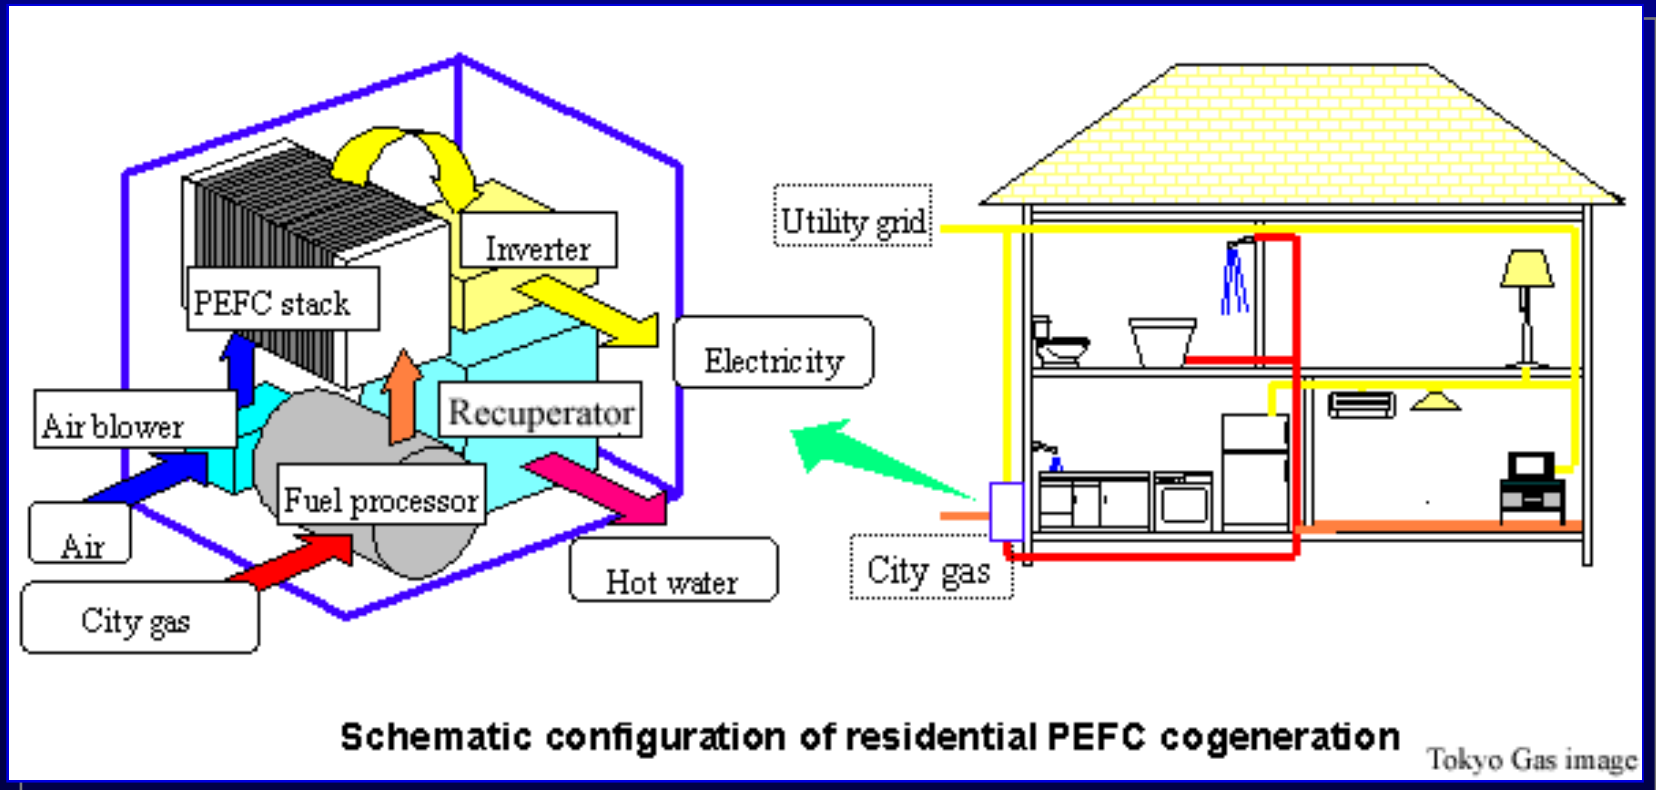 Inverter
PEFC stack
Electricity
Recuperator
Air blower
Fuel processor
Air
Hot water
City gas
Utility grid
City gas
Schematic configuration of residential PEFC cogeneration
Tokyo Gas image